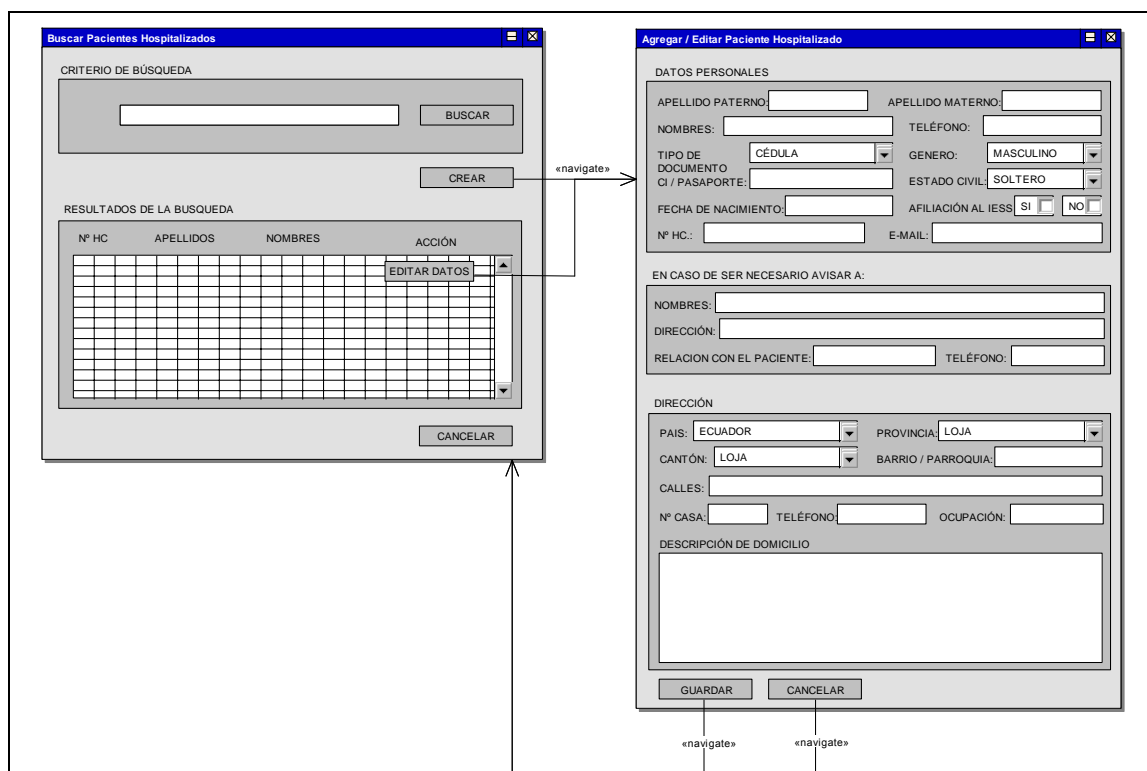 Buscar Pacientes Hospitalizados
CRITERIO DE BÚSQUEDA
BUSCAR
CREAR
«navigate»
RESULTADOS DE LA BUSQUEDA
Nº HC APELLIDOS NOMBRES ACCIÓN
EDITAR DATOS
CANCELAR
Agregar / Editar Paciente Hospitalizado
DATOS PERSONALES
APELLIDO PATERNO: APELLIDO MATERNO:
NOMBRES: TELÉFONO:
TIPO DE DOCUMENTO CÉDULA GENERO: MASCULINO
CI / PASAPORTE: ESTADO CIVIL: SOLTERO
FECHA DE NACIMIENTO: AFILIACIÓN AL IESS SI NO
Nº HC.: E-MAIL:
EN CASO DE SER NECESARIO AVISAR A:
NOMBRES:
DIRECCIÓN:
RELACION CON EL PACIENTE: TELÉFONO:
DIRECCIÓN
PAIS: ECUADOR PROVINCIA: LOJA
CANTÓN: LOJA BARRIO / PARROQUIA:
CALLES:
Nº CASA: TELÉFONO: OCUPACIÓN:
DESCRIPCIÓN DE DOMICILIO
GUARDAR CANCELAR
«navigate» «navigate»